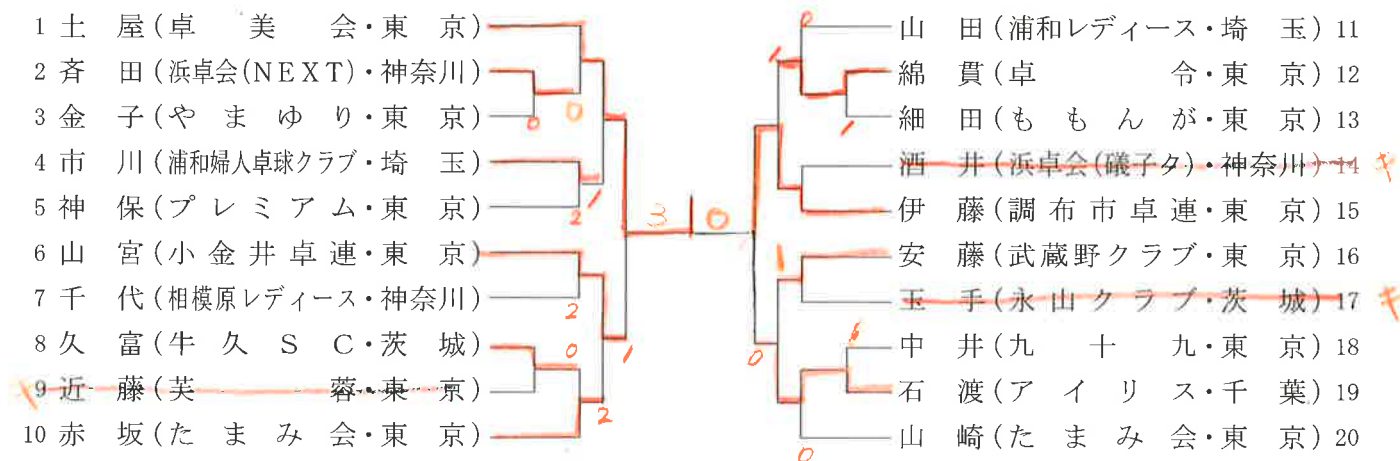 1 土屋(卓美会・東京)
2 斉田(浜卓会(NEXT)・神奈川)
3 金子(やまゆり・東京)
4 市川(浦和婦人卓球クラブ・埼玉)
5 神保(プレミアム・東京)
6 山宮(小金井卓連・東京)
7 千代(相模原レディース・神奈川)
8 久富(牛久SC・茨城)
9 近藤(芙蓉・東京)
10 赤坂(たまみ会・東京)
0
0
2
1
2
0
2
1
3
0
山田(浦和レディース・埼玉) 11
綿貫(卓令・東京) 12
細田(ももんが・東京) 13
酒井(浜卓会(磯子タ)・神奈川) 14 キ
伊藤(調布市卓連・東京) 15
安藤(武蔵野クラブ・東京) 16
玉手(永山クラブ・茨城) 17 キ
中井(九十九・東京) 18
石渡(アイリス・千葉) 19
山崎(たまみ会・東京) 20
0
1
1
1
0
0